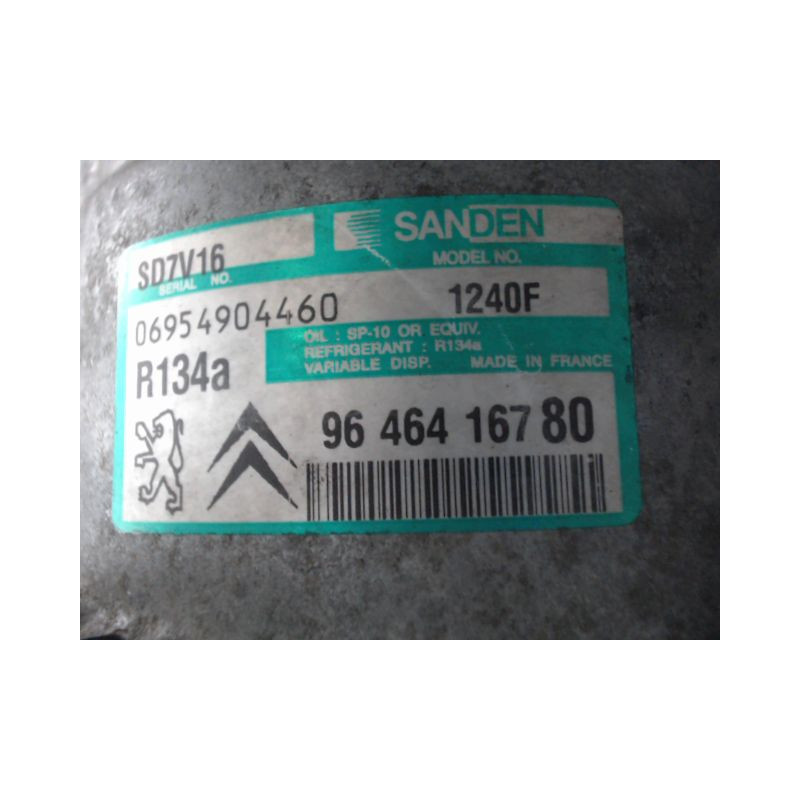 SANDEN
SD7V16
MODEL NO.
SERIAL NO.
06954904460
1240F
OIL : SP-10 OR EQUIV.
REFRIGERANT : R134a
VARIABLE DISP. MADE IN FRANCE
R134a
96 464 167 80